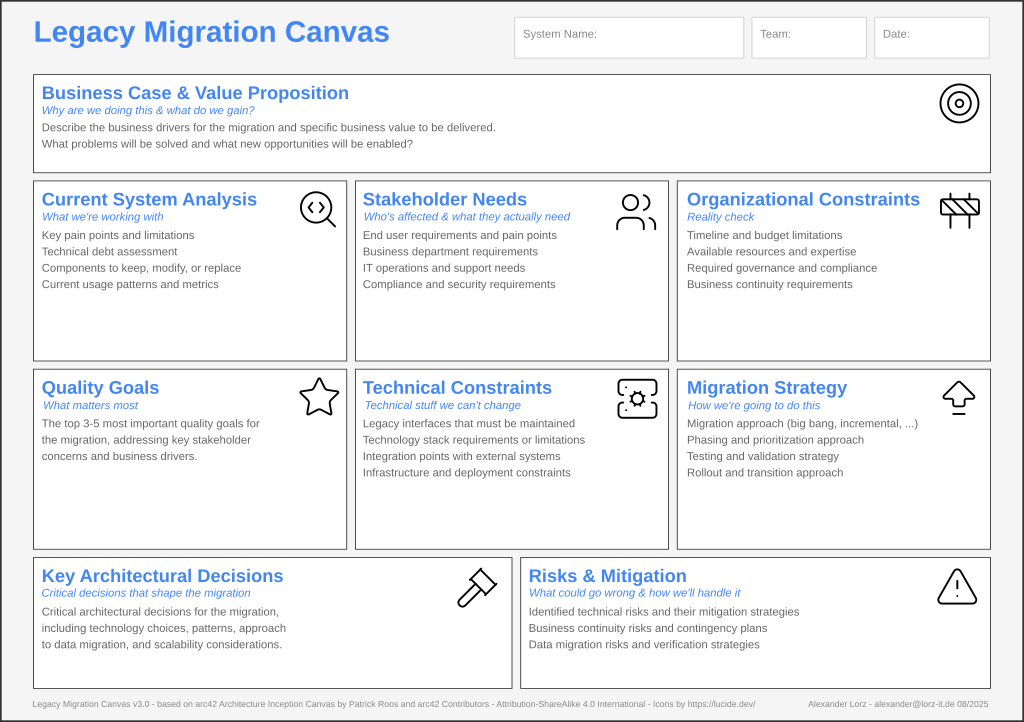 Legacy Migration Canvas
System Name:
Team:
Date:
Business Case & Value Proposition
Why are we doing this & what do we gain?
Describe the business drivers for the migration and specific business value to be delivered.
What problems will be solved and what new opportunities will be enabled?
Current System Analysis
What we're working with
Key pain points and limitations
Technical debt assessment
Components to keep, modify, or replace
Current usage patterns and metrics
Stakeholder Needs
Who's affected & what they actually need
End user requirements and pain points
Business department requirements
IT operations and support needs
Compliance and security requirements
Organizational Constraints
Reality check
Timeline and budget limitations
Available resources and expertise
Required governance and compliance
Business continuity requirements
Quality Goals
What matters most
The top 3-5 most important quality goals for
the migration, addressing key stakeholder
concerns and business drivers.
Technical Constraints
Technical stuff we can't change
Legacy interfaces that must be maintained
Technology stack requirements or limitations
Integration points with external systems
Infrastructure and deployment constraints
Migration Strategy
How we're going to do this
Migration approach (big bang, incremental, ...)
Phasing and prioritization approach
Testing and validation strategy
Rollout and transition approach
Key Architectural Decisions
Critical decisions that shape the migration
Critical architectural decisions for the migration,
including technology choices, patterns, approach
to data migration, and scalability considerations.
Risks & Mitigation
What could go wrong & how we'll handle it
Identified technical risks and their mitigation strategies
Business continuity risks and contingency plans
Data migration risks and verification strategies
Legacy Migration Canvas v3.0 - based on arc42 Architecture Inception Canvas by Patrick Roos and arc42 Contributors - Attribution-ShareAlike 4.0 International - Icons by https://lucide.dev/
Alexander Lorz - alexander@lorz-it.de 08/2025